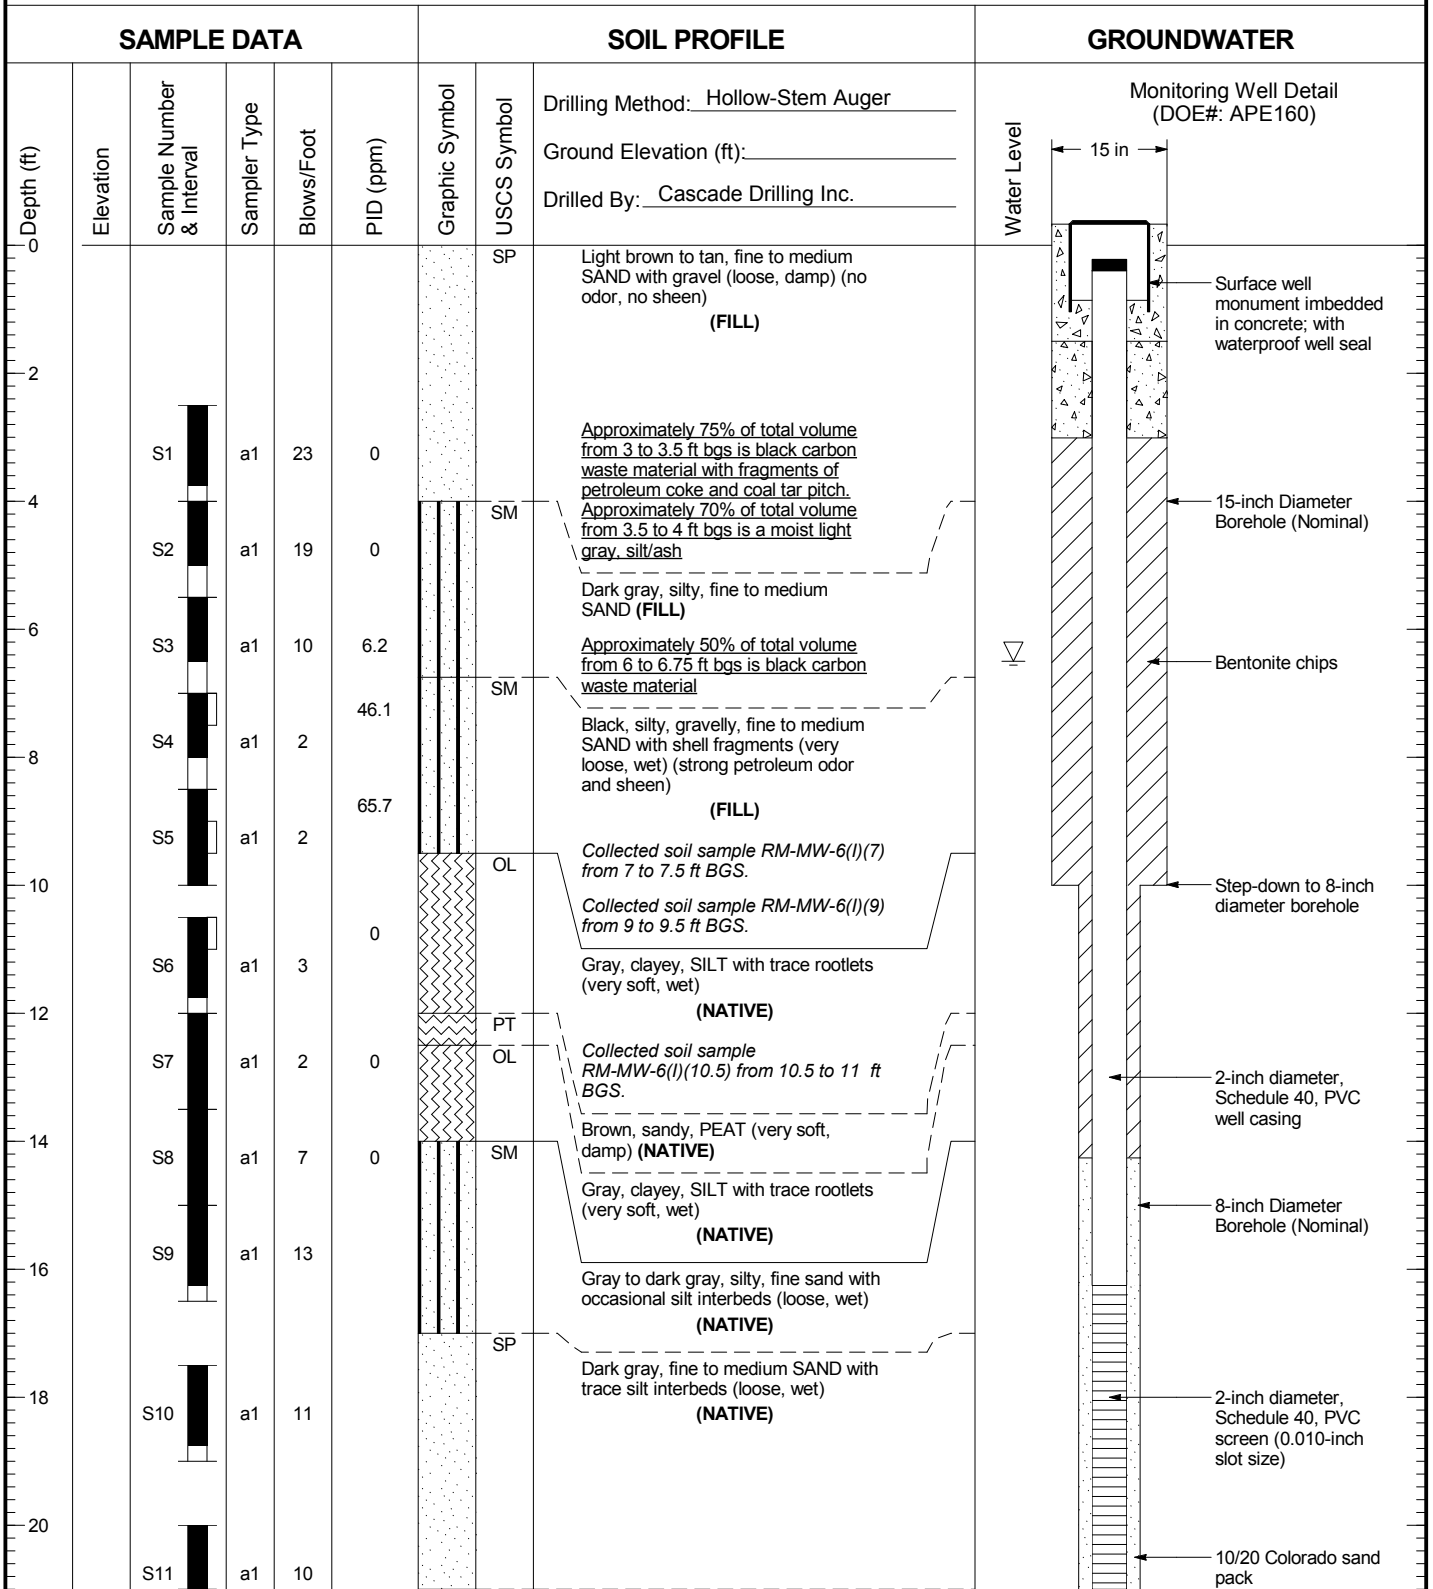 SAMPLE DATA
SOIL PROFILE
GROUNDWATER
Depth (ft)
Elevation
Sample Number
& Interval
Sampler Type
Blows/Foot
PID (ppm)
Graphic Symbol
USCS Symbol
Drilling Method: Hollow-Stem Auger
Ground Elevation (ft):
Drilled By: Cascade Drilling Inc.
Water Level
Monitoring Well Detail
(DOE#: APE160)
15 in
0
2
4
6
8
10
12
14
16
18
20
S1 a1 23 0
S2 a1 19 0
S3 a1 10 6.2
46.1
S4 a1 2
65.7
S5 a1 2
0
S6 a1 3
S7 a1 2 0
S8 a1 7 0
S9 a1 13
S10 a1 11
S11 a1 10
SP
Light brown to tan, fine to medium
SAND with gravel (loose, damp) (no
odor, no sheen)
(FILL)
Approximately 75% of total volume
from 3 to 3.5 ft bgs is black carbon
waste material with fragments of
petroleum coke and coal tar pitch.
Approximately 70% of total volume
from 3.5 to 4 ft bgs is a moist light
gray, silt/ash
SM
Dark gray, silty, fine to medium
SAND (FILL)
Approximately 50% of total volume
from 6 to 6.75 ft bgs is black carbon
waste material
SM
Black, silty, gravelly, fine to medium
SAND with shell fragments (very
loose, wet) (strong petroleum odor
and sheen)
(FILL)
Collected soil sample RM-MW-6(I)(7)
from 7 to 7.5 ft BGS.
Collected soil sample RM-MW-6(I)(9)
from 9 to 9.5 ft BGS.
OL
Gray, clayey, SILT with trace rootlets
(very soft, wet)
(NATIVE)
Collected soil sample
RM-MW-6(I)(10.5) from 10.5 to 11 ft
BGS.
PT
Brown, sandy, PEAT (very soft,
damp) (NATIVE)
OL
Gray, clayey, SILT with trace rootlets
(very soft, wet)
(NATIVE)
SM
Gray to dark gray, silty, fine sand with
occasional silt interbeds (loose, wet)
(NATIVE)
SP
Dark gray, fine to medium SAND with
trace silt interbeds (loose, wet)
(NATIVE)
Surface well
monument imbedded
in concrete; with
waterproof well seal
15-inch Diameter
Borehole (Nominal)
Bentonite chips
Step-down to 8-inch
diameter borehole
2-inch diameter,
Schedule 40, PVC
well casing
8-inch Diameter
Borehole (Nominal)
2-inch diameter,
Schedule 40, PVC
screen (0.010-inch
slot size)
10/20 Colorado sand
pack